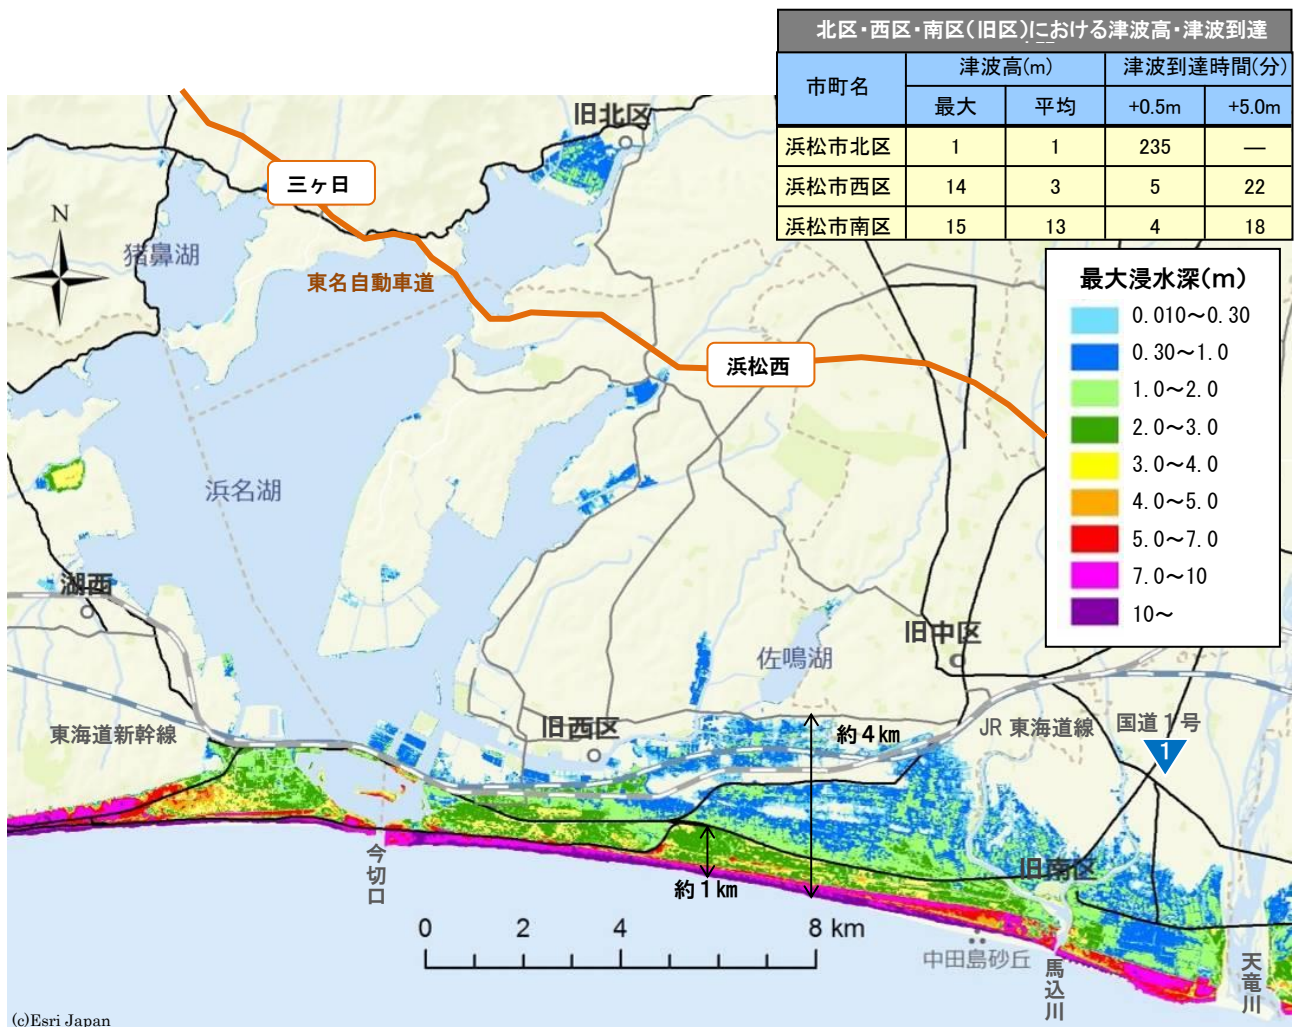 北区・西区・南区（旧区）における津波高・津波到達
市町名
津波高(m)
津波到達時間(分)
最大
平均
+0.5m
+5.0m
浜松市北区 1 1 235 —
浜松市西区 14 3 5 22
浜松市南区 15 13 4 18
旧北区
三ヶ日
N
猪鼻湖
東名自動車道
最大浸水深(m)
0.010～0.30
0.30～1.0
1.0～2.0
2.0～3.0
3.0～4.0
4.0～5.0
5.0～7.0
7.0～10
10～
浜松西
浜名湖
湖西
旧中区
佐鳴湖
東海道新幹線
旧西区
約4km
JR 東海道線
国道1号
1
今切口
約1km
旧南区
0 2 4 8 km
中田島砂丘
馬込川
天竜川
(c)Esri Japan